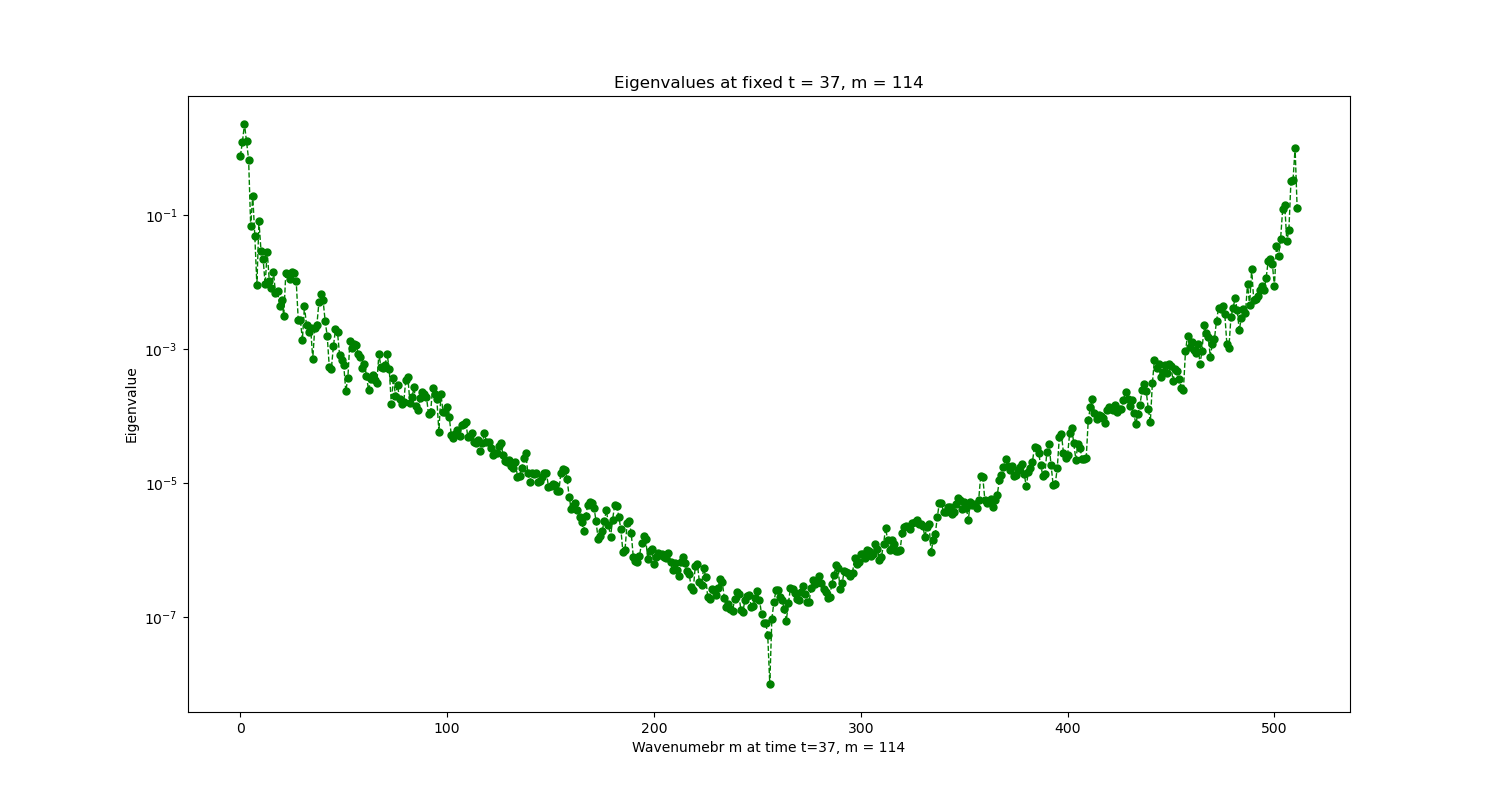 Eigenvalues at fixed t = 37, m = 114
Eigenvalue
10⁻¹
10⁻³
10⁻⁵
10⁻⁷
0 100 200 300 400 500
Wavenumebr m at time t=37, m = 114